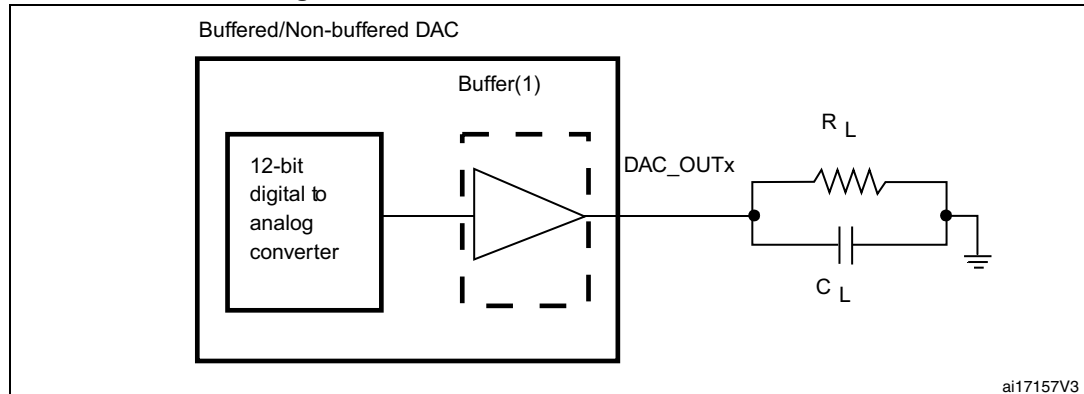 Buffered/Non-buffered DAC
Buffer(1)
12-bit
digital to
analog
converter
DAC_OUTx
R L
C L
ai17157V3